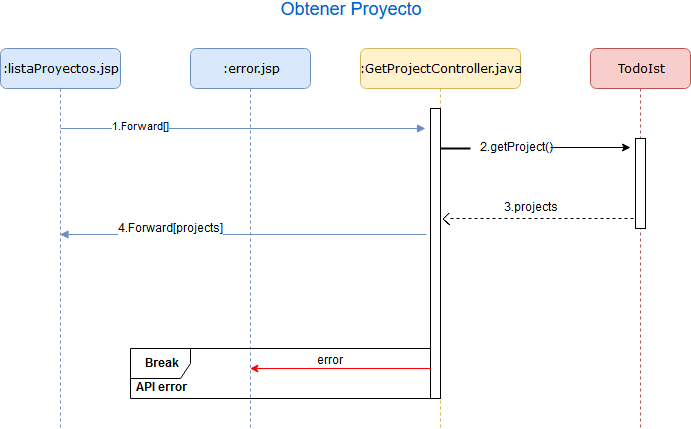 Obtener Proyecto
:listaProyectos.jsp
:error.jsp
:GetProjectController.java
TodoIst
1.Forward[]
2.getProject()
3.projects
4.Forward[projects]
Break
error
API error